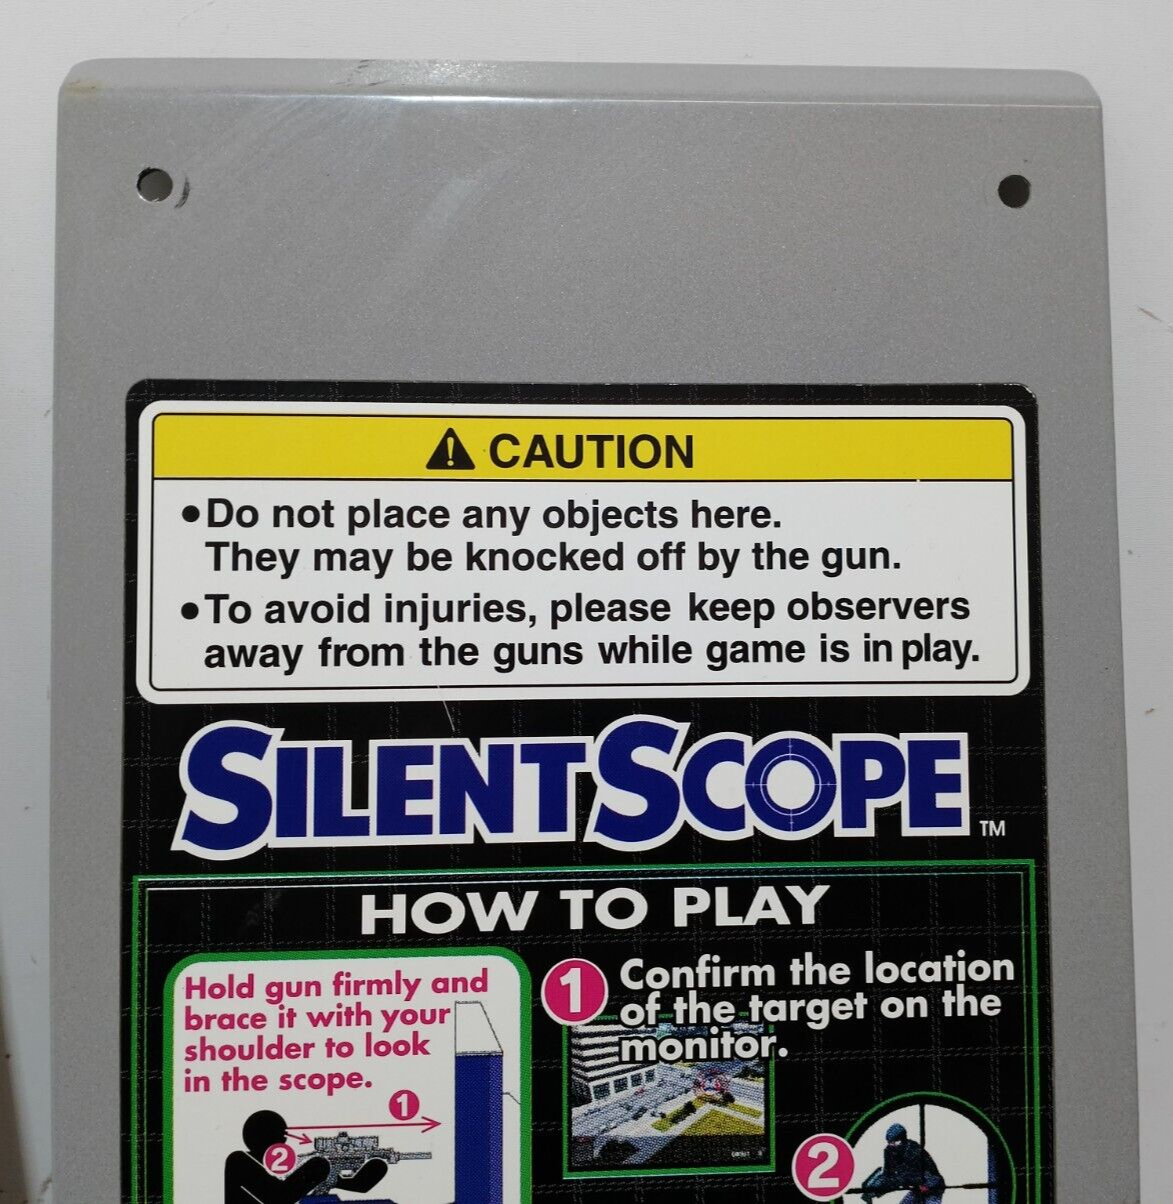 CAUTION
•Do not place any objects here.
They may be knocked off by the gun.
•To avoid injuries, please keep observers
away from the guns while game is in play.
SILENT SCOPE ™
HOW TO PLAY
Hold gun firmly and
brace it with your
shoulder to look
in the scope.
1
2
1 Confirm the location
of the target on the
monitor.
2